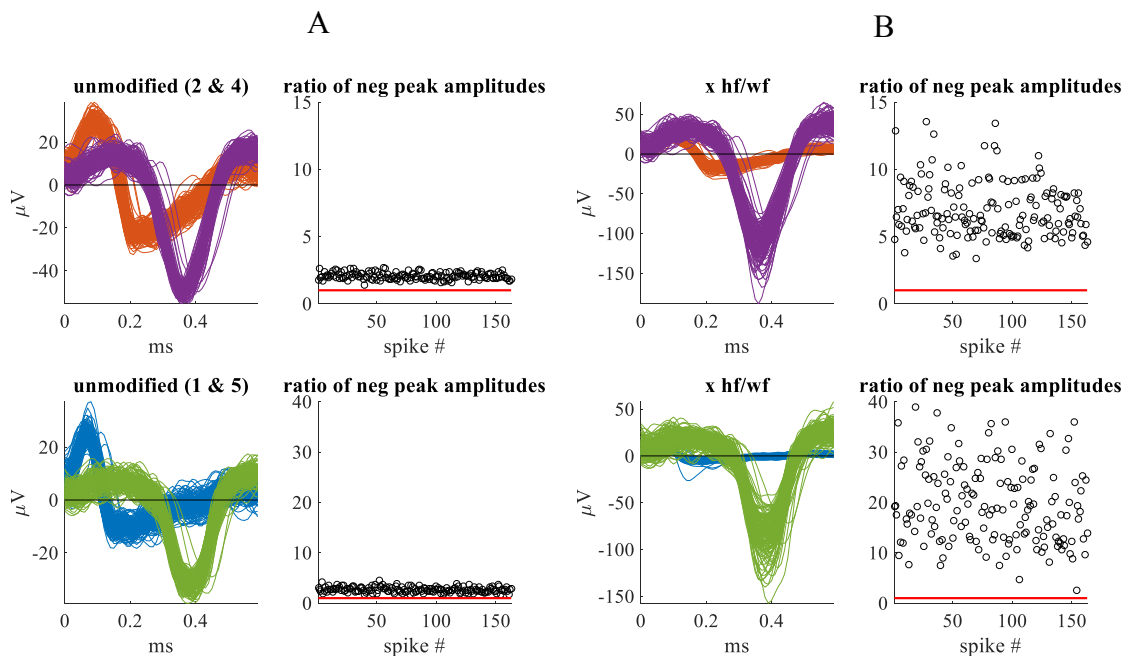 A
B
unmodified (2 & 4)
ratio of neg peak amplitudes
x hf/wf
ratio of neg peak amplitudes
20
0
-20
-40
μV
0
0.2
0.4
ms
15
10
5
0
50
100
150
spike #
50
0
-50
-100
-150
μV
0
0.2
0.4
ms
15
10
5
0
50
100
150
spike #
unmodified (1 & 5)
ratio of neg peak amplitudes
x hf/wf
ratio of neg peak amplitudes
20
0
-20
μV
0
0.2
0.4
ms
40
30
20
10
0
50
100
150
spike #
50
0
-50
-100
-150
μV
0
0.2
0.4
ms
40
30
20
10
0
50
100
150
spike #